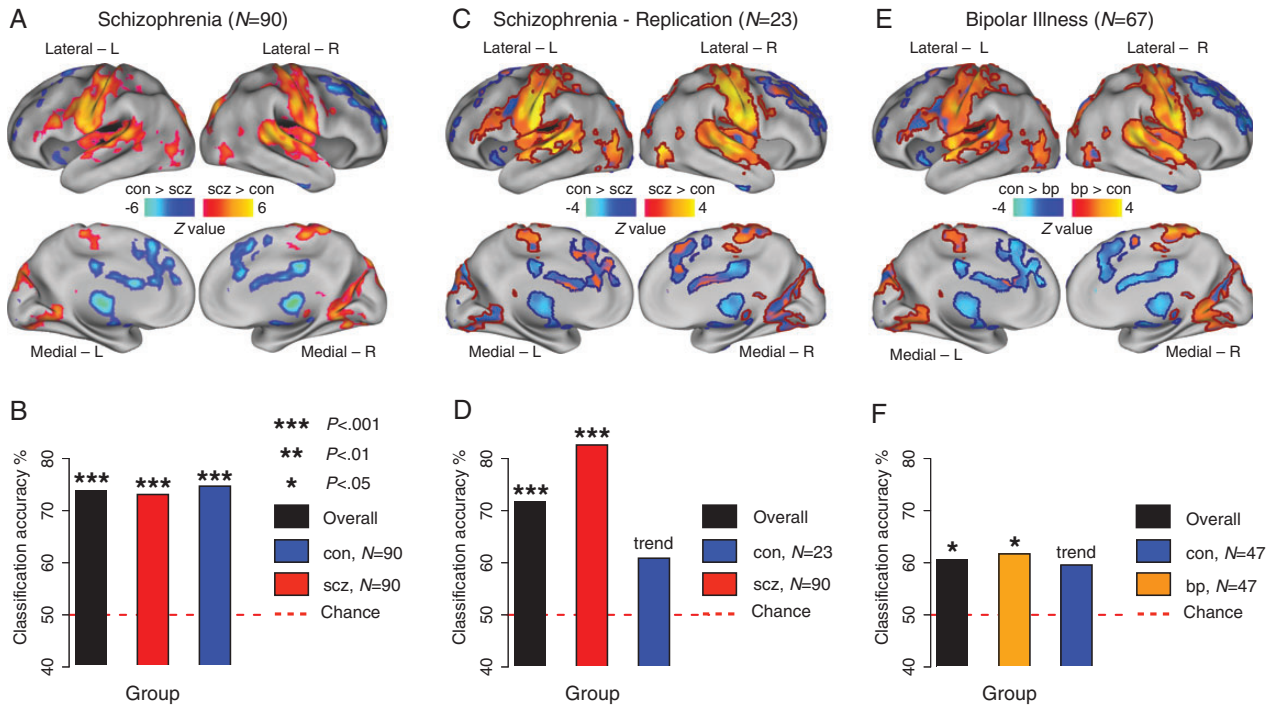 A Schizophrenia (N=90)
Lateral – L
Lateral – R
con > scz
scz > con
-6
6
Z value
Medial – L
Medial – R
C Schizophrenia - Replication (N=23)
Lateral – L
Lateral – R
con > scz
scz > con
-4
4
Z value
Medial – L
Medial – R
E Bipolar Illness (N=67)
Lateral – L
Lateral – R
con > bp
bp > con
-4
4
Z value
Medial – L
Medial – R
B
Classification accuracy %
80
70
60
50
40
***
***
***
*** P<.001
** P<.01
* P<.05
Overall
con, N=90
scz, N=90
Chance
Group
D
Classification accuracy %
80
70
60
50
40
***
***
trend
Overall
con, N=23
scz, N=90
Chance
Group
F
Classification accuracy %
80
70
60
50
40
*
*
trend
Overall
con, N=47
bp, N=47
Chance
Group